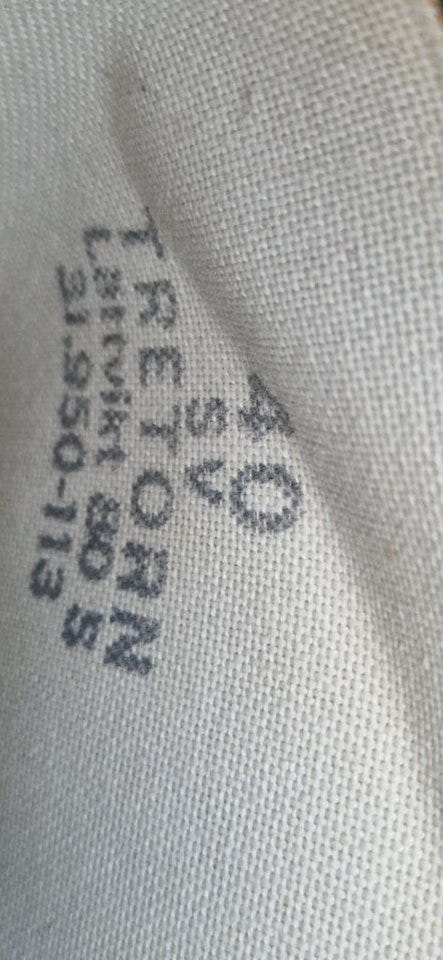 40
SV
TRETORN
Lättvikt 80 S
31.950-113